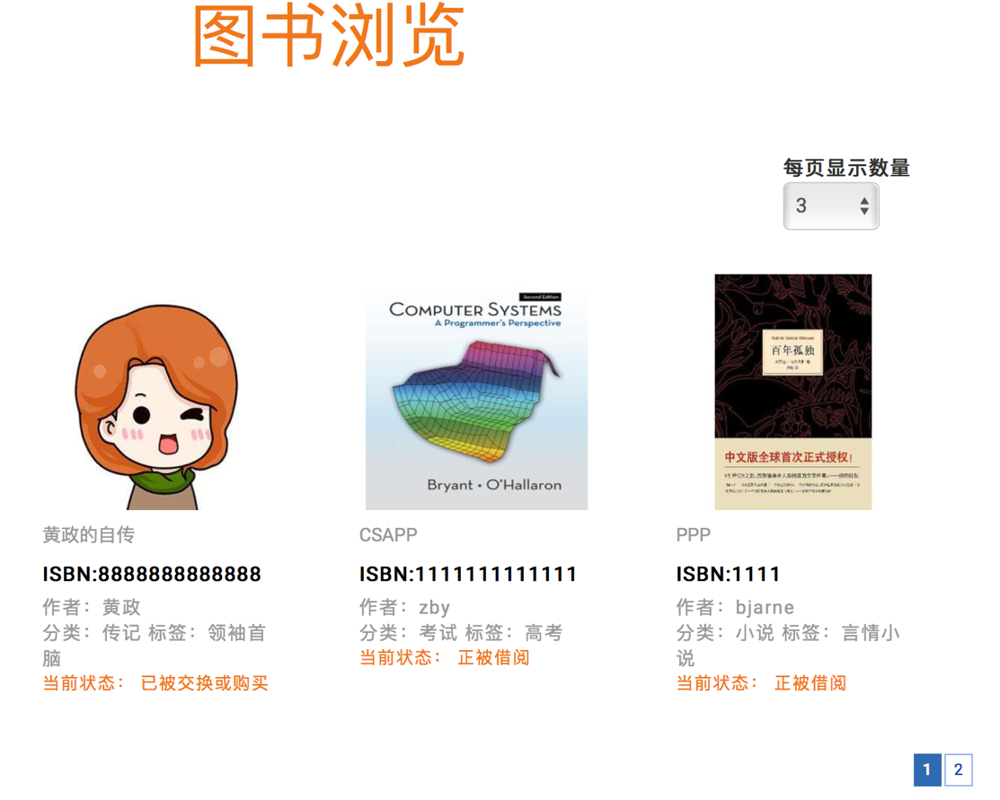 图书浏览
每页显示数量
3
Second Edition
COMPUTER SYSTEMS
A Programmer's Perspective
Bryant • O'Hallaron
百年孤独
中文版全球首次正式授权!
黄政的自传
ISBN:8888888888888
作者：黄政
分类：传记 标签：领袖首
脑
当前状态： 已被交换或购买
CSAPP
ISBN:1111111111111
作者：zby
分类：考试 标签：高考
当前状态： 正被借阅
PPP
ISBN:1111
作者：bjarne
分类：小说 标签：言情小
说
当前状态： 正被借阅
1 2